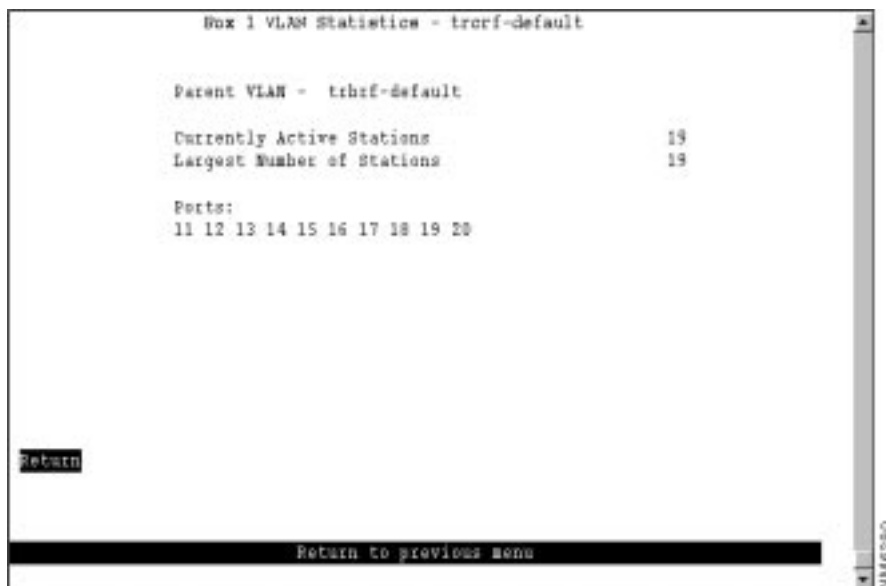 Box 1 VLAN Statistics - trcrf-default
Parent VLAN - trbrf-default
Currently Active Stations 19
Largest Number of Stations 19
Ports:
11 12 13 14 15 16 17 18 19 20
Return
Return to previous menu